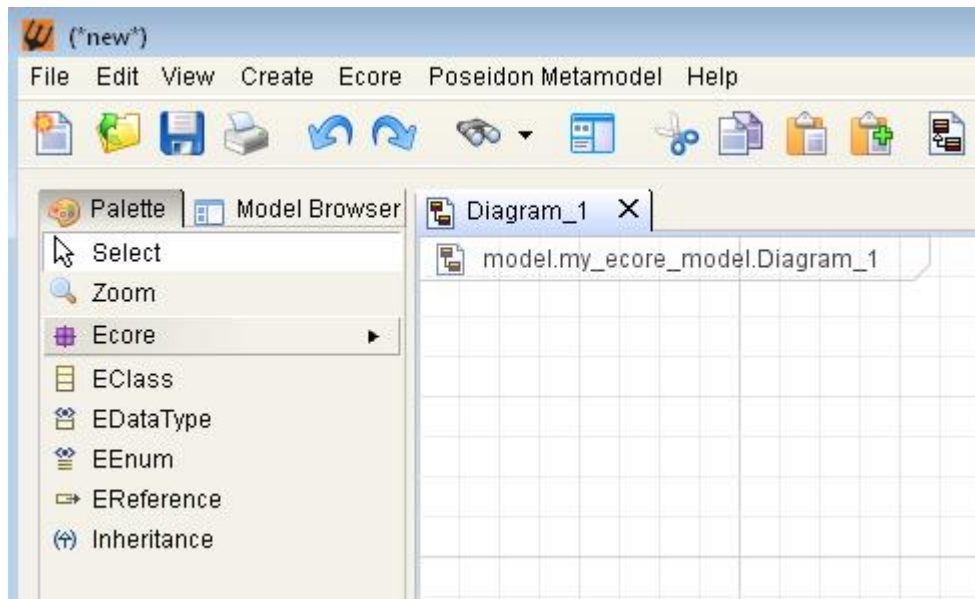 (*new*)
File Edit View Create Ecore Poseidon Metamodel Help
Palette Model Browser Diagram_1
Select
model.my_ecore_model.Diagram_1
Zoom
Ecore
EClass
EDataType
EEnum
EReference
Inheritance